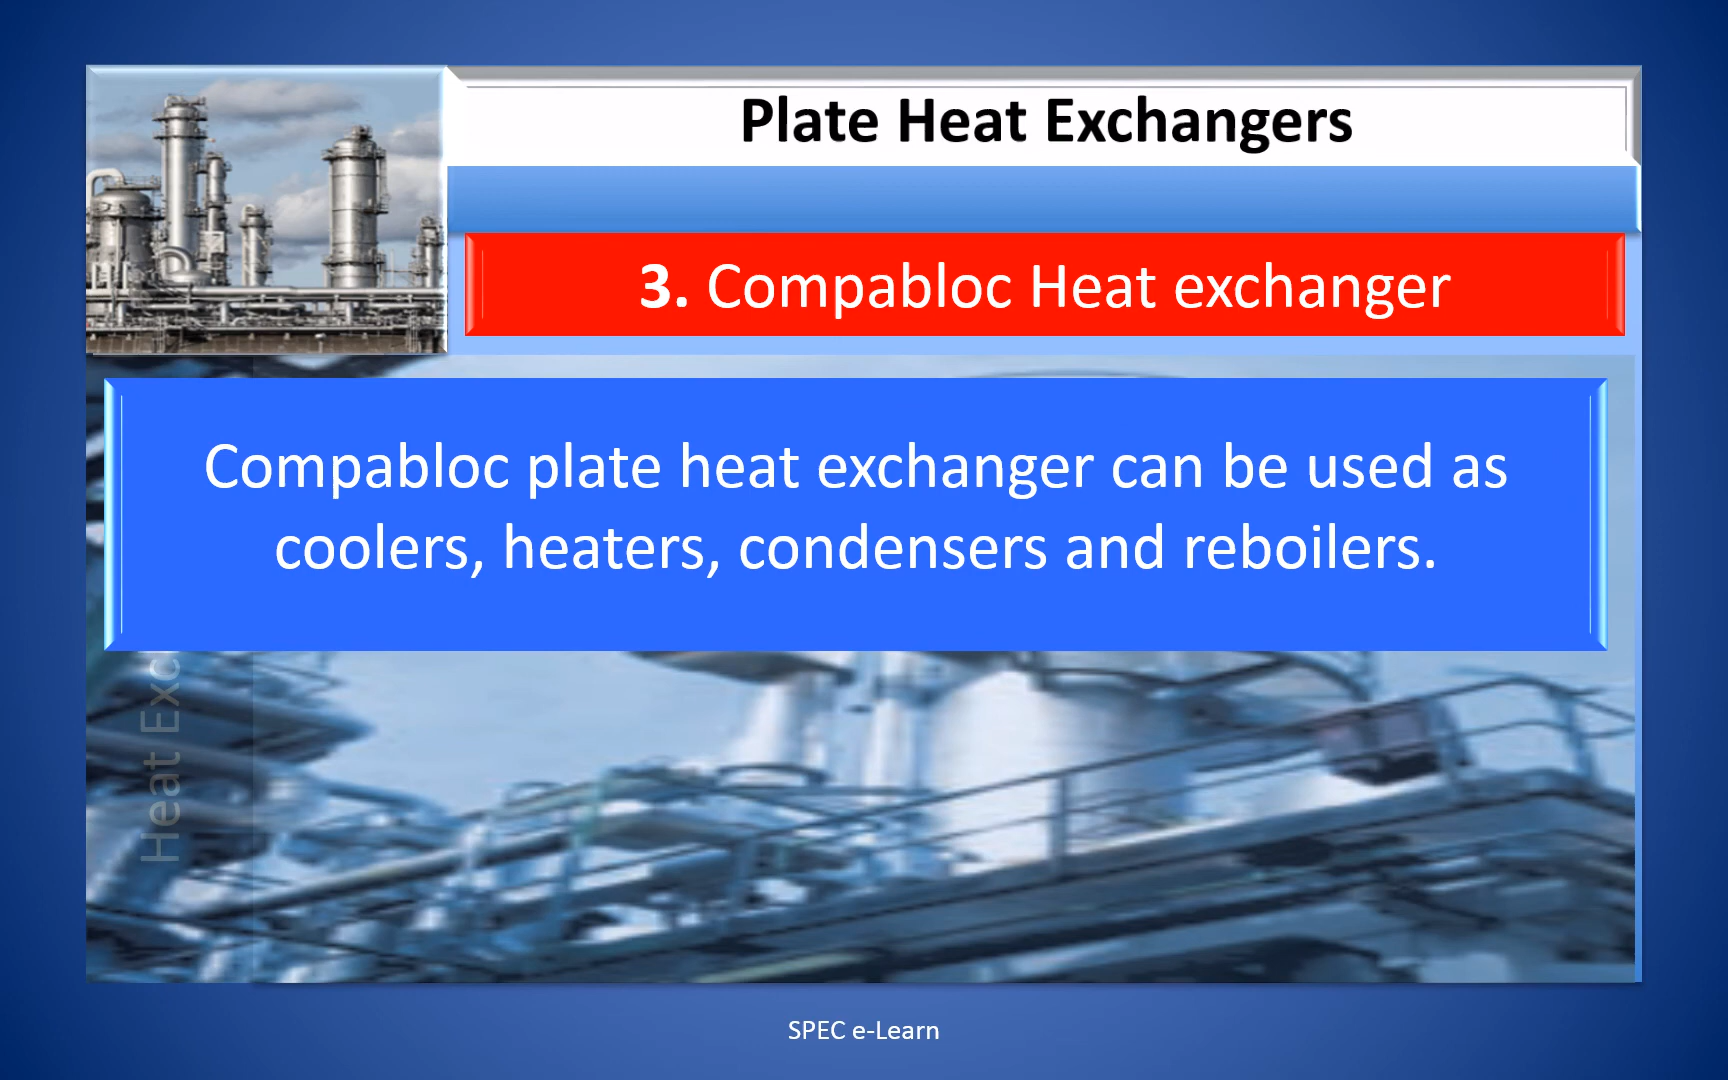 Plate Heat Exchangers
3. Compabloc Heat exchanger
Compabloc plate heat exchanger can be used as
coolers, heaters, condensers and reboilers.
Heat
SPEC e-Learn